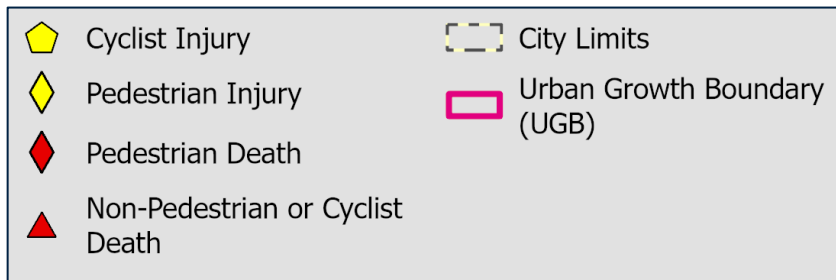 Cyclist Injury
Pedestrian Injury
Pedestrian Death
Non-Pedestrian or Cyclist
Death
City Limits
Urban Growth Boundary
(UGB)